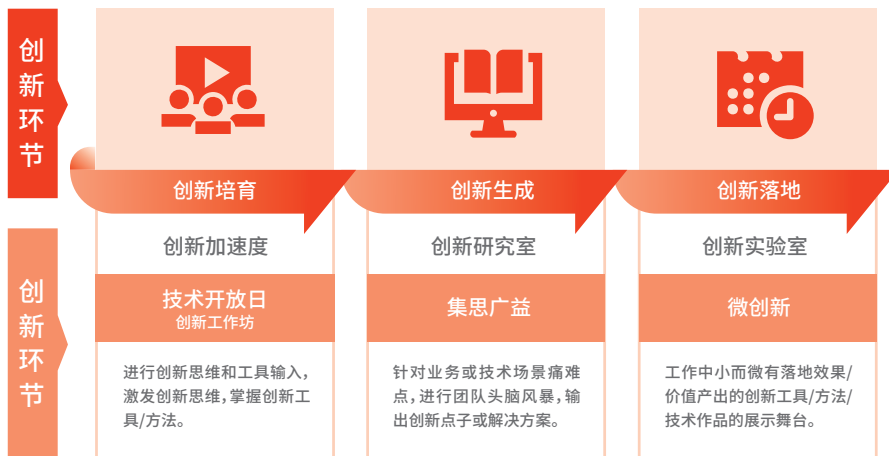 创新环节
创新培育
创新生成
创新落地
创新环节
创新加速度
创新研究室
创新实验室
技术开放日
创新工作坊
集思广益
微创新
进行创新思维和工具输入，
激发创新思维，掌握创新工
具/方法。
针对业务或技术场景痛难
点，进行团队头脑风暴，输
出创新点子或解决方案。
工作中小而微有落地效果/
价值产出的创新工具/方法/
技术作品的展示舞台。